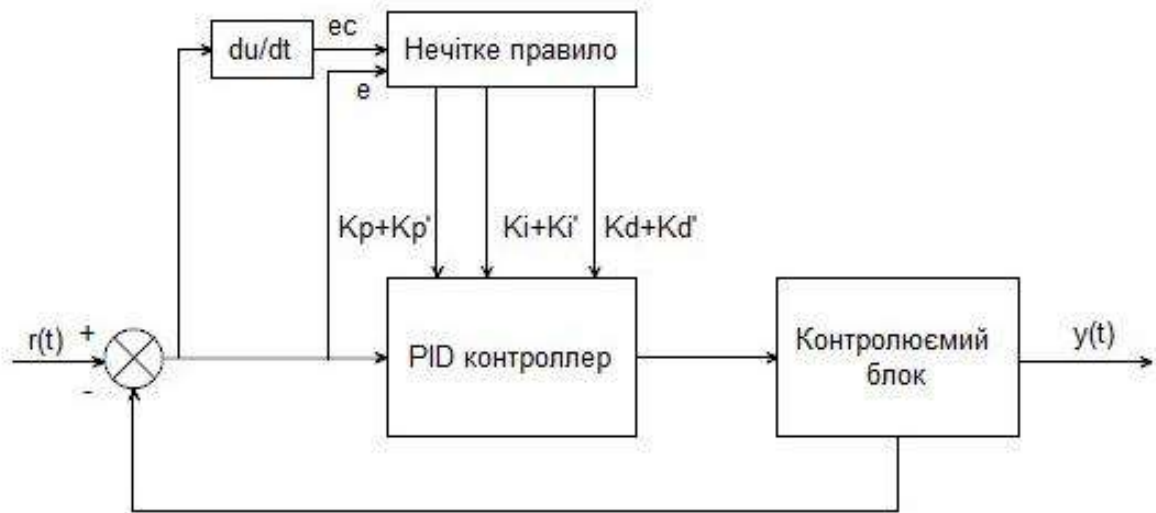 du/dt
ec
e
Нечітке правило
Kp+Kp'
Ki+Ki'
Kd+Kd'
r(t)
+
-
PID контроллер
Контролюємий
блок
y(t)